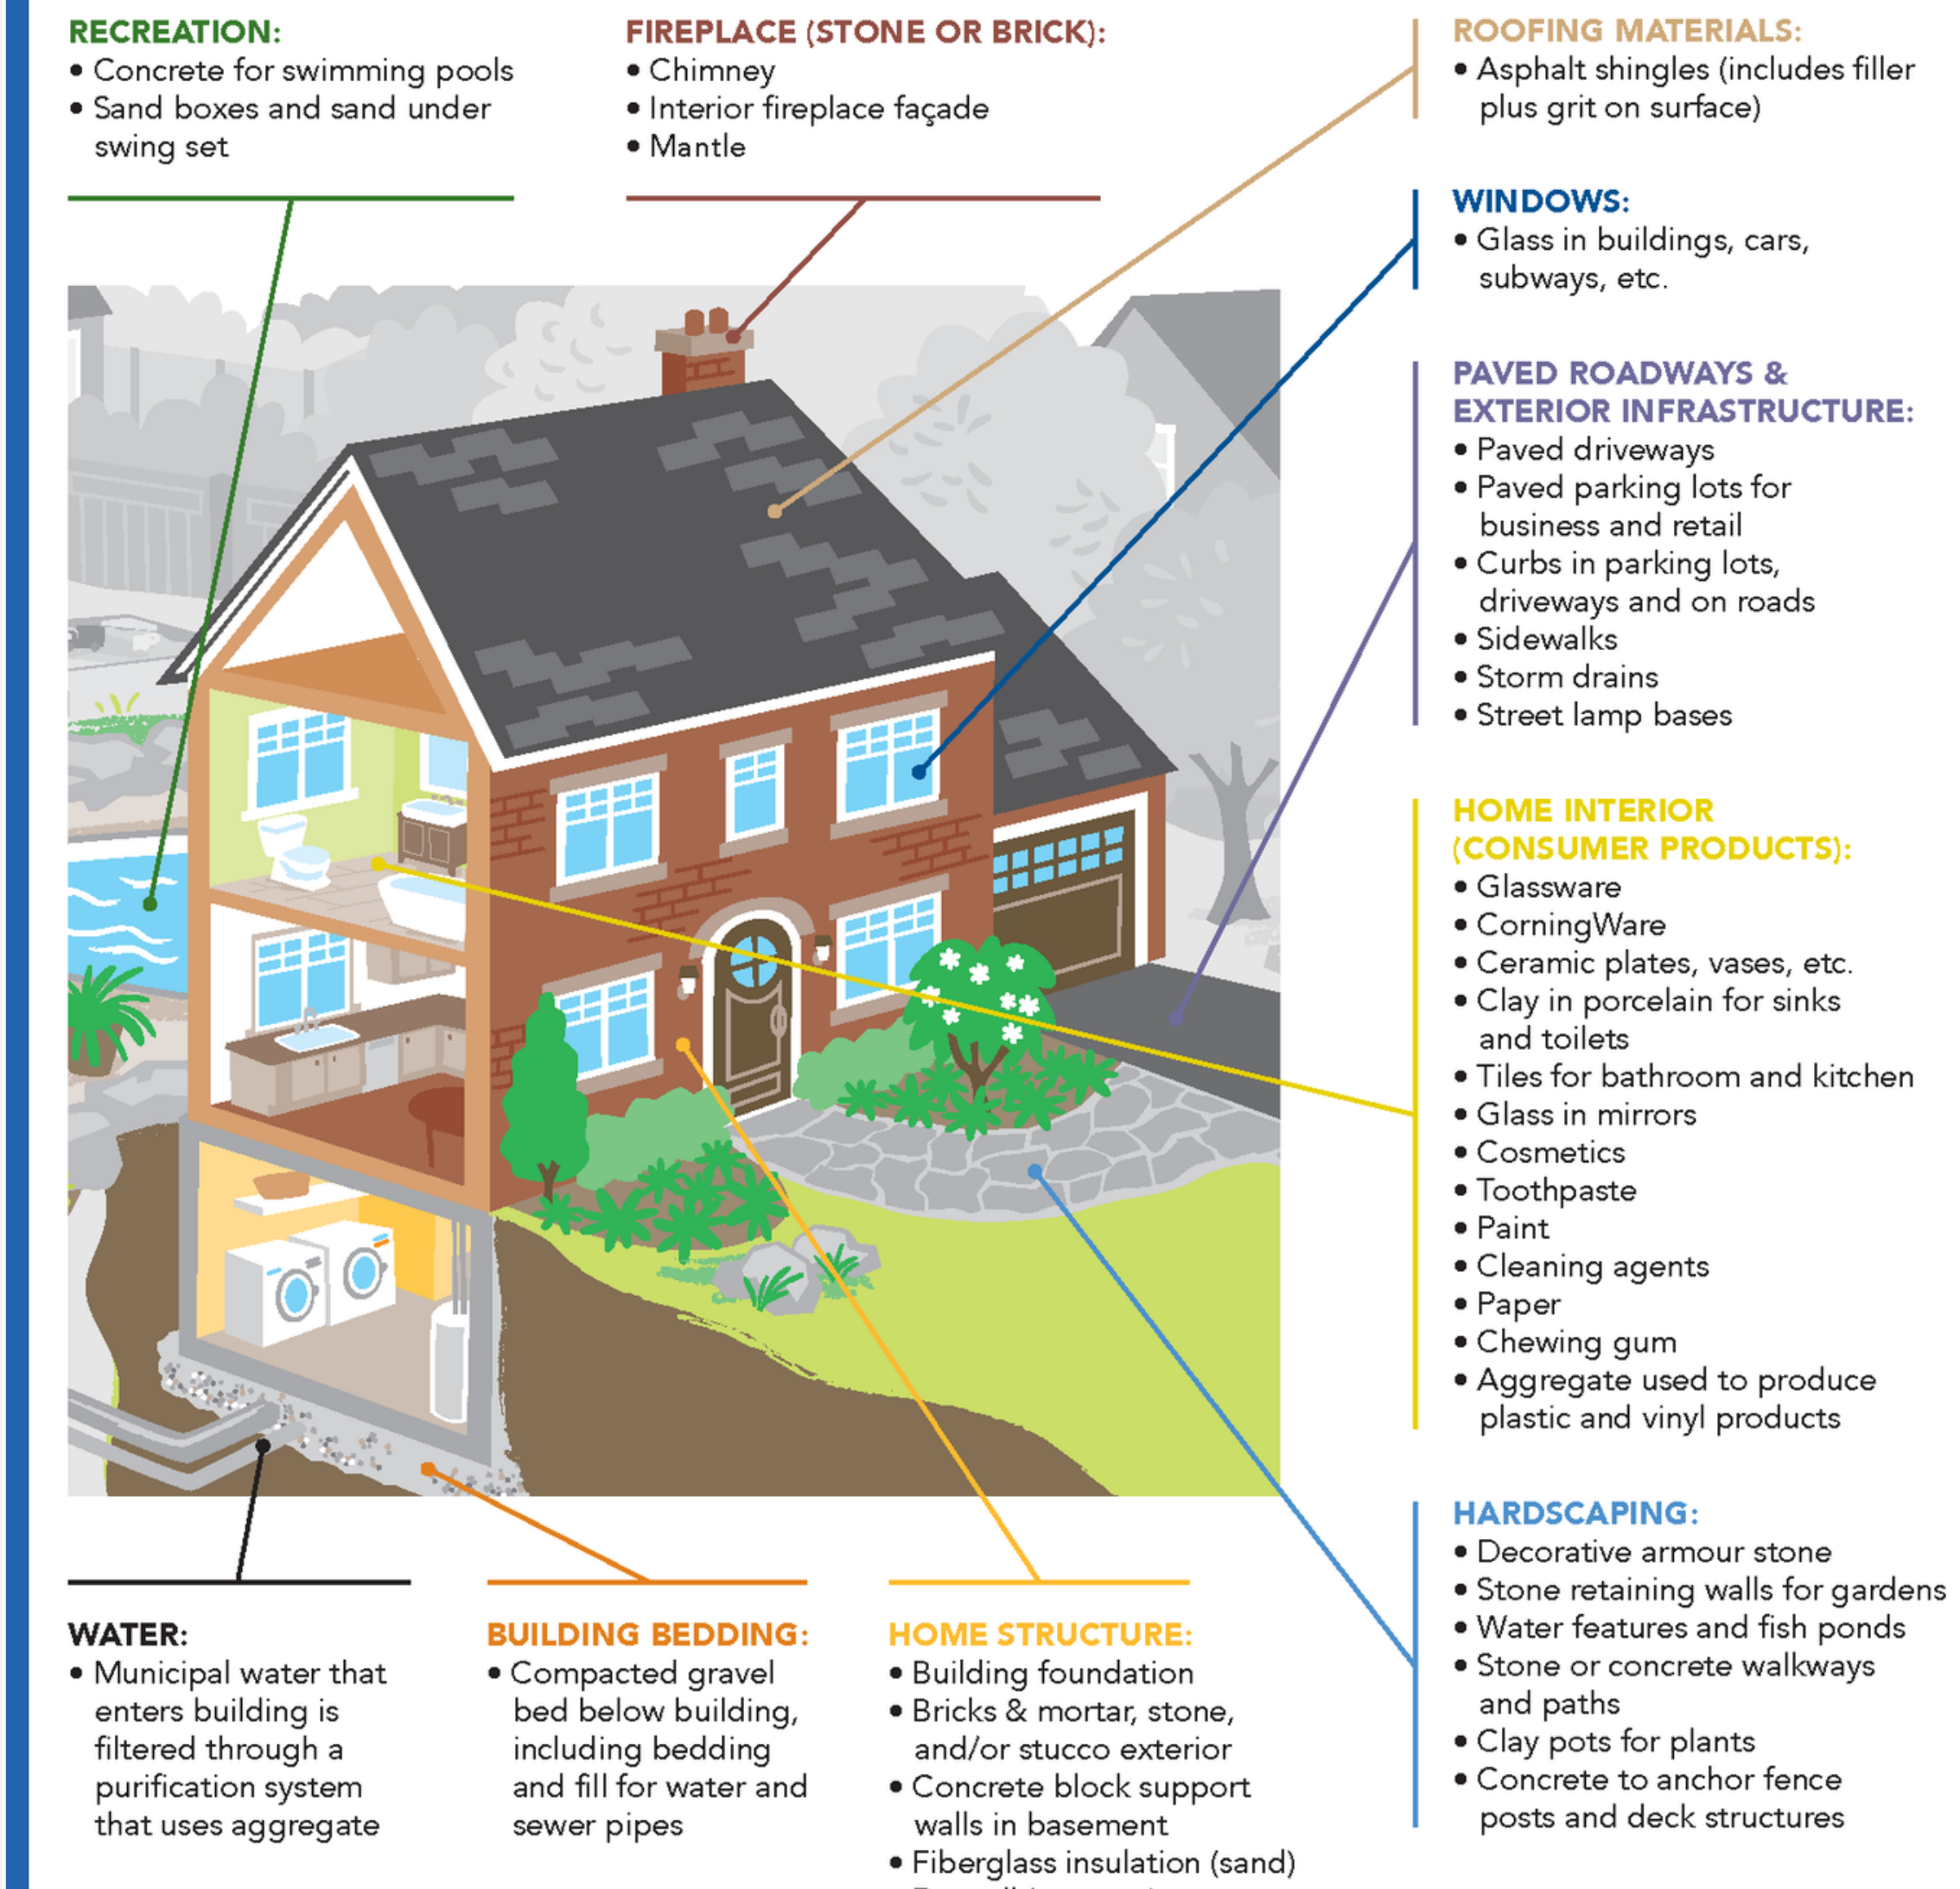 RECREATION:
• Concrete for swimming pools
• Sand boxes and sand under
swing set
FIREPLACE (STONE OR BRICK):
• Chimney
• Interior fireplace façade
• Mantle
ROOFING MATERIALS:
• Asphalt shingles (includes filler
plus grit on surface)
WINDOWS:
• Glass in buildings, cars,
subways, etc.
PAVED ROADWAYS &
EXTERIOR INFRASTRUCTURE:
• Paved driveways
• Paved parking lots for
business and retail
• Curbs in parking lots,
driveways and on roads
• Sidewalks
• Storm drains
• Street lamp bases
HOME INTERIOR
(CONSUMER PRODUCTS):
• Glassware
• CorningWare
• Ceramic plates, vases, etc.
• Clay in porcelain for sinks
and toilets
• Tiles for bathroom and kitchen
• Glass in mirrors
• Cosmetics
• Toothpaste
• Paint
• Cleaning agents
• Paper
• Chewing gum
• Aggregate used to produce
plastic and vinyl products
HARDSCAPING:
• Decorative armour stone
• Stone retaining walls for gardens
• Water features and fish ponds
• Stone or concrete walkways
and paths
• Clay pots for plants
• Concrete to anchor fence
posts and deck structures
WATER:
• Municipal water that
enters building is
filtered through a
purification system
that uses aggregate
BUILDING BEDDING:
• Compacted gravel
bed below building,
including bedding
and fill for water and
sewer pipes
HOME STRUCTURE:
• Building foundation
• Bricks & mortar, stone,
and/or stucco exterior
• Concrete block support
walls in basement
• Fiberglass insulation (sand)